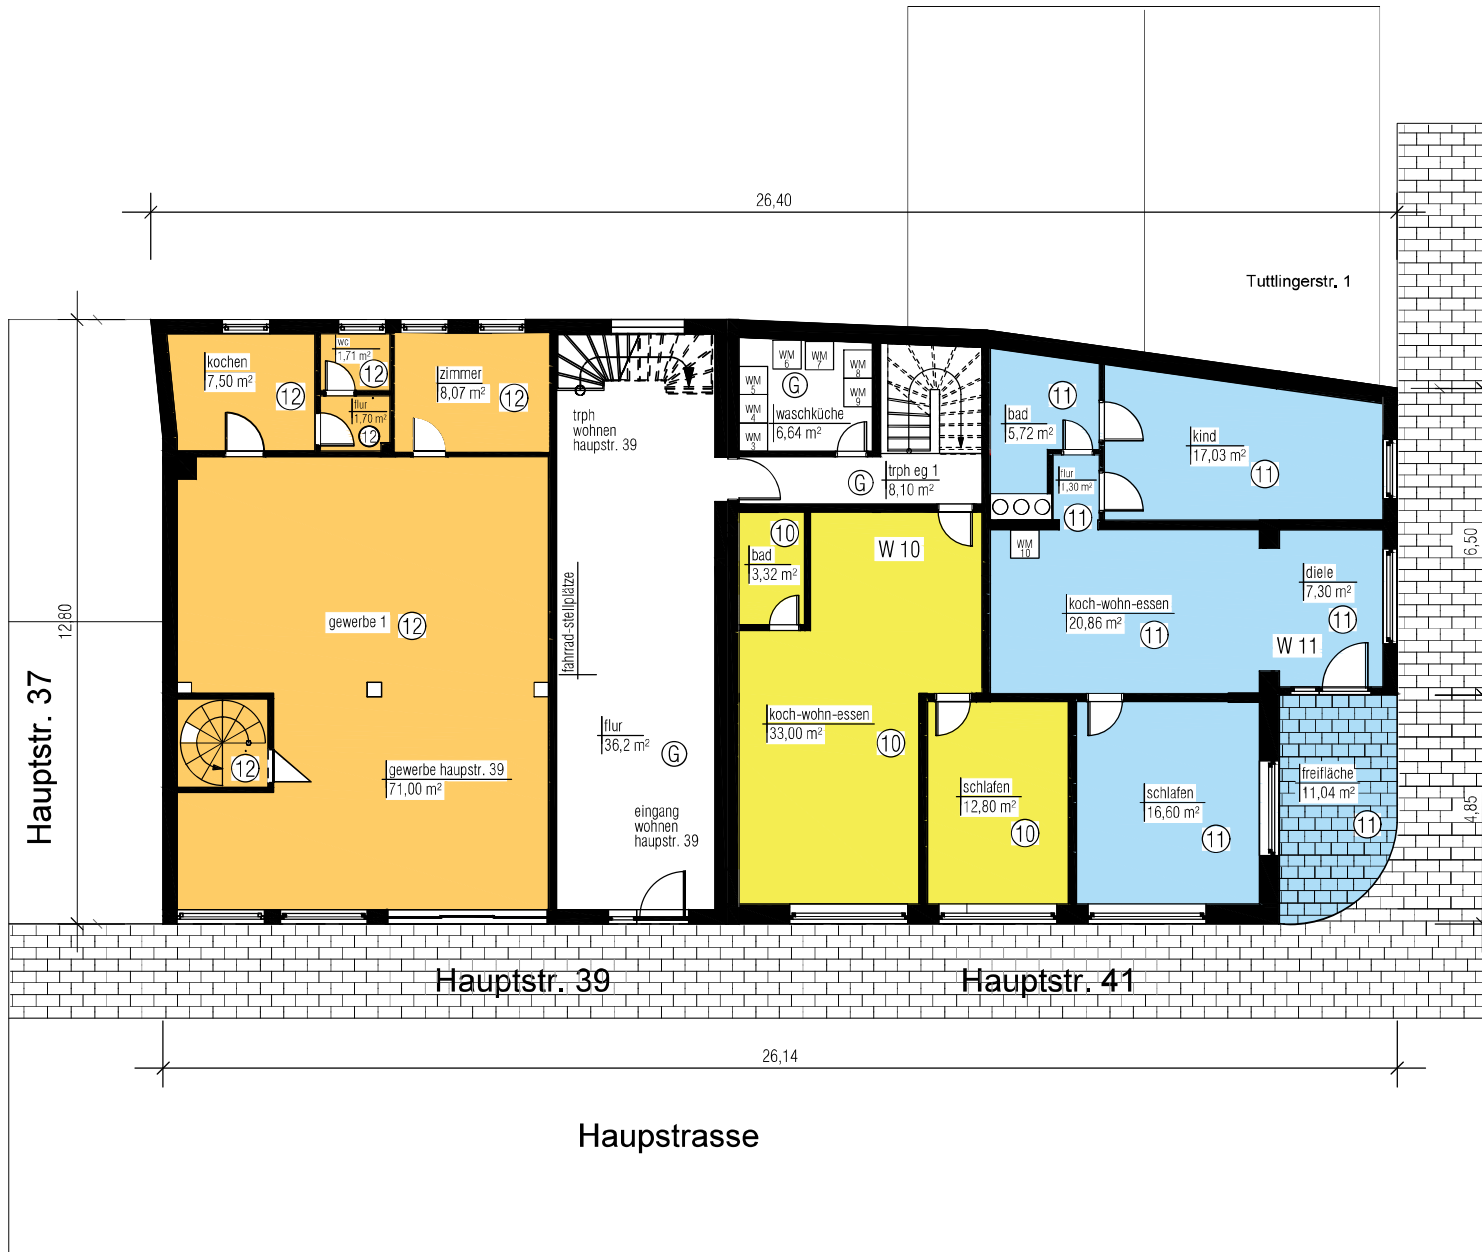 26,40
Tuttlingerstr. 1
kochen
7,50 m²
12
wc
1,71 m²
12
flur
1,70 m²
12
zimmer
8,07 m²
12
trph
wohnen
haupstr. 39
WM
6
WM
7
WM
8
WM
9
WM
5
WM
4
WM
3
G
waschküche
6,64 m²
G
trph eg 1
8,10 m²
bad
5,72 m²
11
flur
1,30 m²
11
kind
17,03 m²
11
12,80
Hauptstr. 37
gewerbe 1
12
12
gewerbe haupstr. 39
71,00 m²
fahrrad-stellplätze
flur
36,2 m²
G
eingang
wohnen
haupstr. 39
10
bad
3,32 m²
W 10
koch-wohn-essen
33,00 m²
10
schlafen
12,80 m²
10
WM
10
koch-wohn-essen
20,86 m²
11
diele
7,30 m²
11
W 11
schlafen
16,60 m²
11
freifläche
11,04 m²
11
6,50
4,85
Hauptstr. 39
Hauptstr. 41
26,14
Haupstrasse